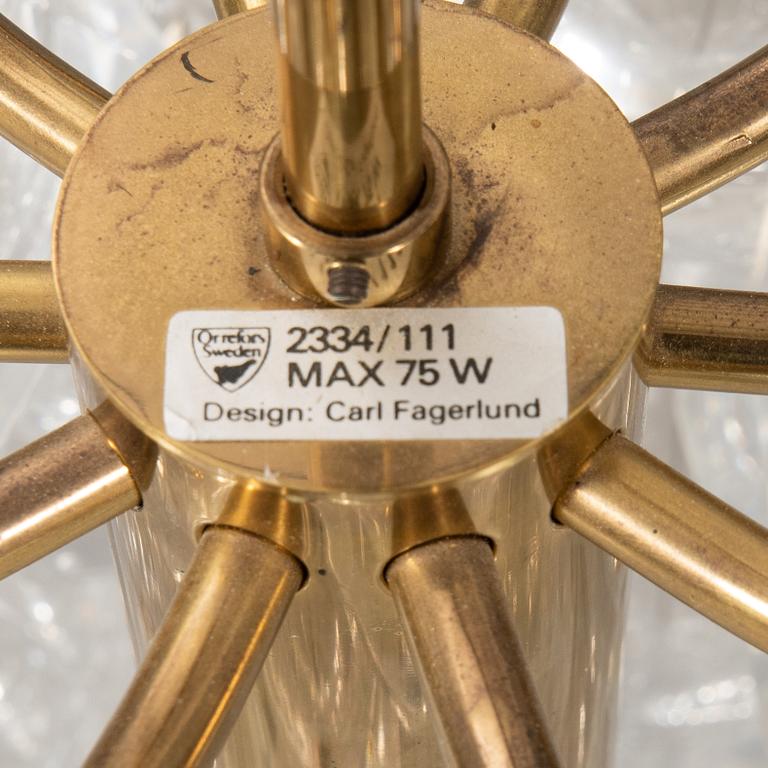 Orrefors
Sweden
2334/111
MAX 75 W
Design: Carl Fagerlund